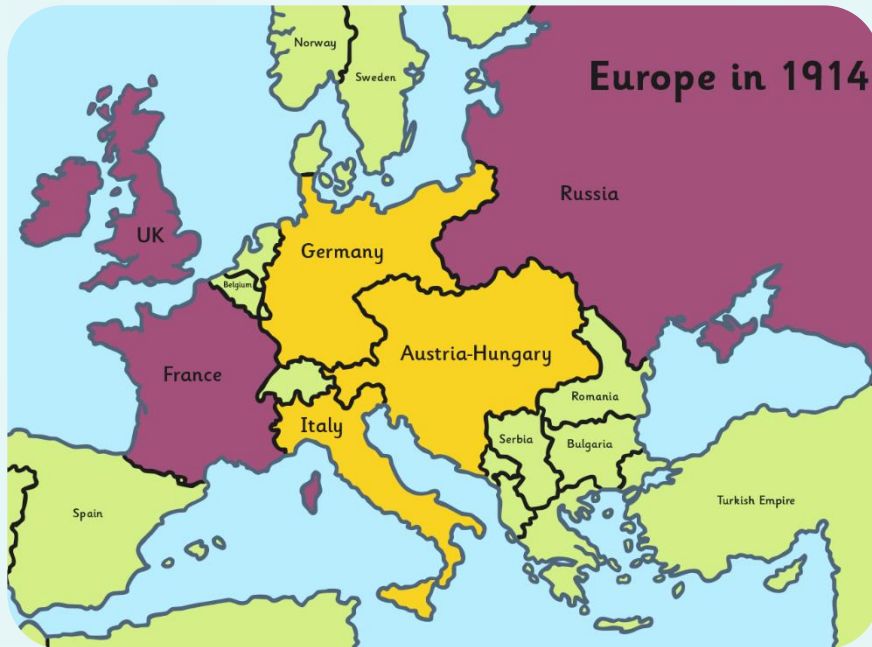 Norway
Europe in 1914
Sweden
Russia
UK
Germany
Belgium
Austria-Hungary
France
Romania
Italy
Serbia
Bulgaria
Turkish Empire
Spain